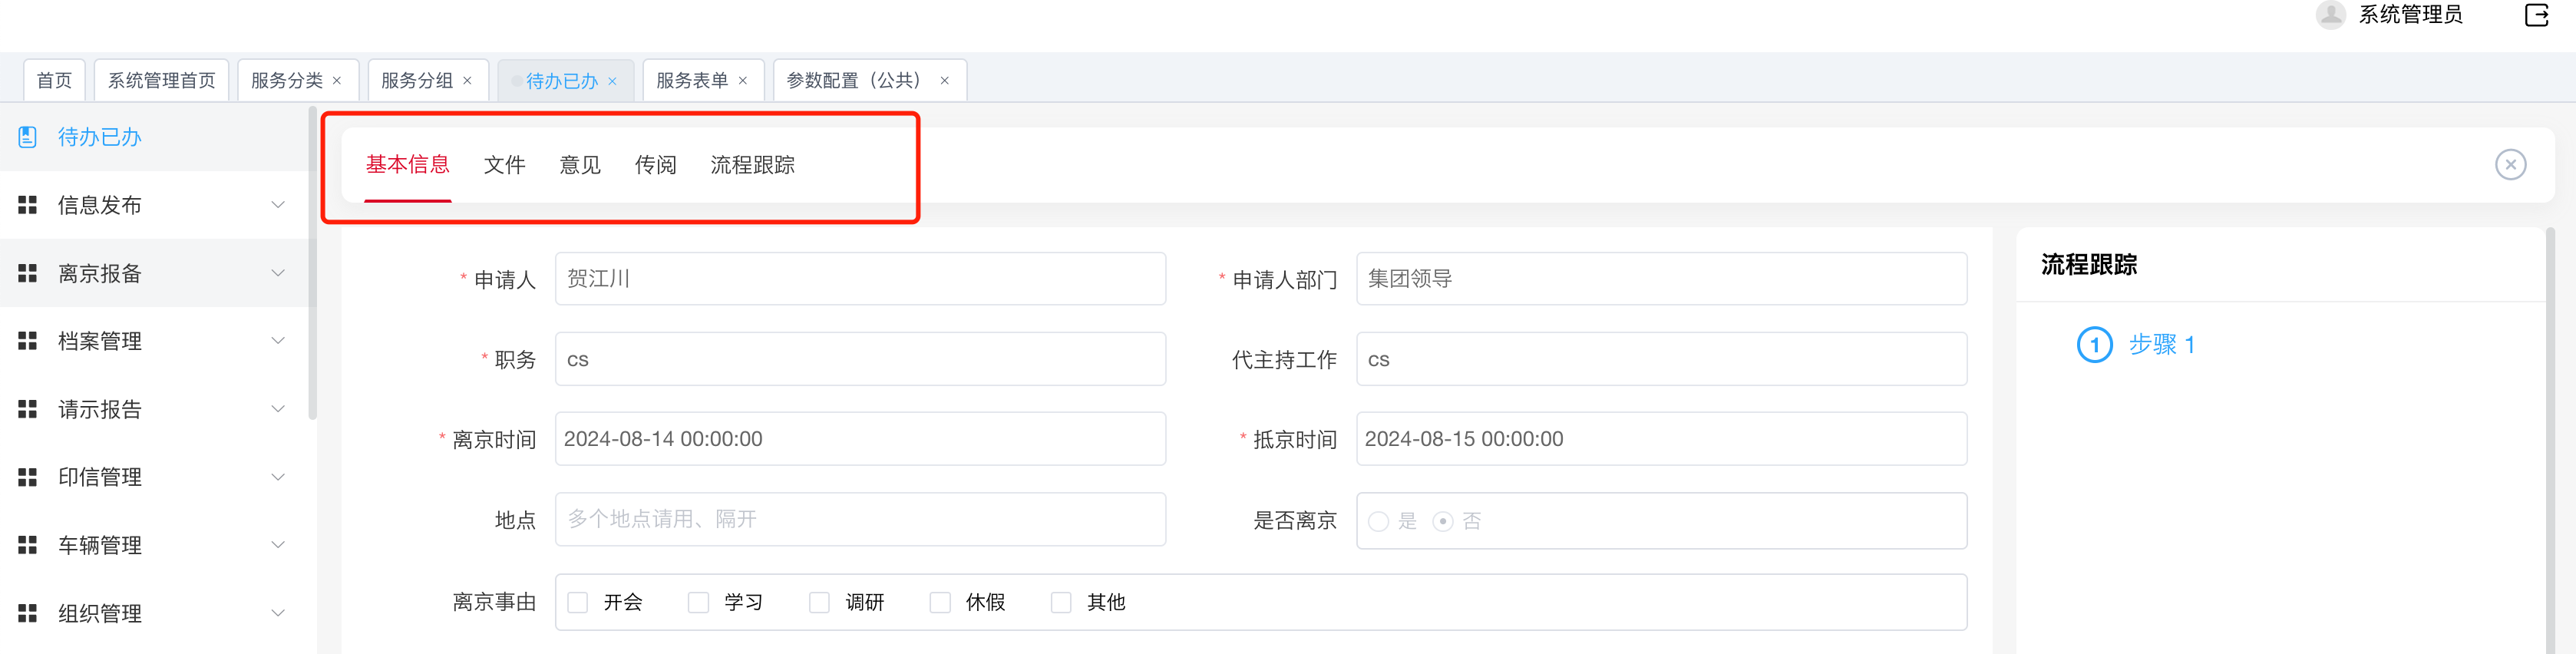 系统管理员
首页 系统管理首页 服务分类 × 服务分组 × 待办已办 × 服务表单 × 参数配置（公共） ×
待办已办
信息发布
离京报备
档案管理
请示报告
印信管理
车辆管理
组织管理
基本信息 文件 意见 传阅 流程跟踪
* 申请人 贺江川 * 申请人部门 集团领导
* 职务 cs 代主持工作 cs
* 离京时间 2024-08-14 00:00:00 * 抵京时间 2024-08-15 00:00:00
地点 多个地点请用、隔开 是否离京 是 否
离京事由 开会 学习 调研 休假 其他
流程跟踪
1 步骤 1